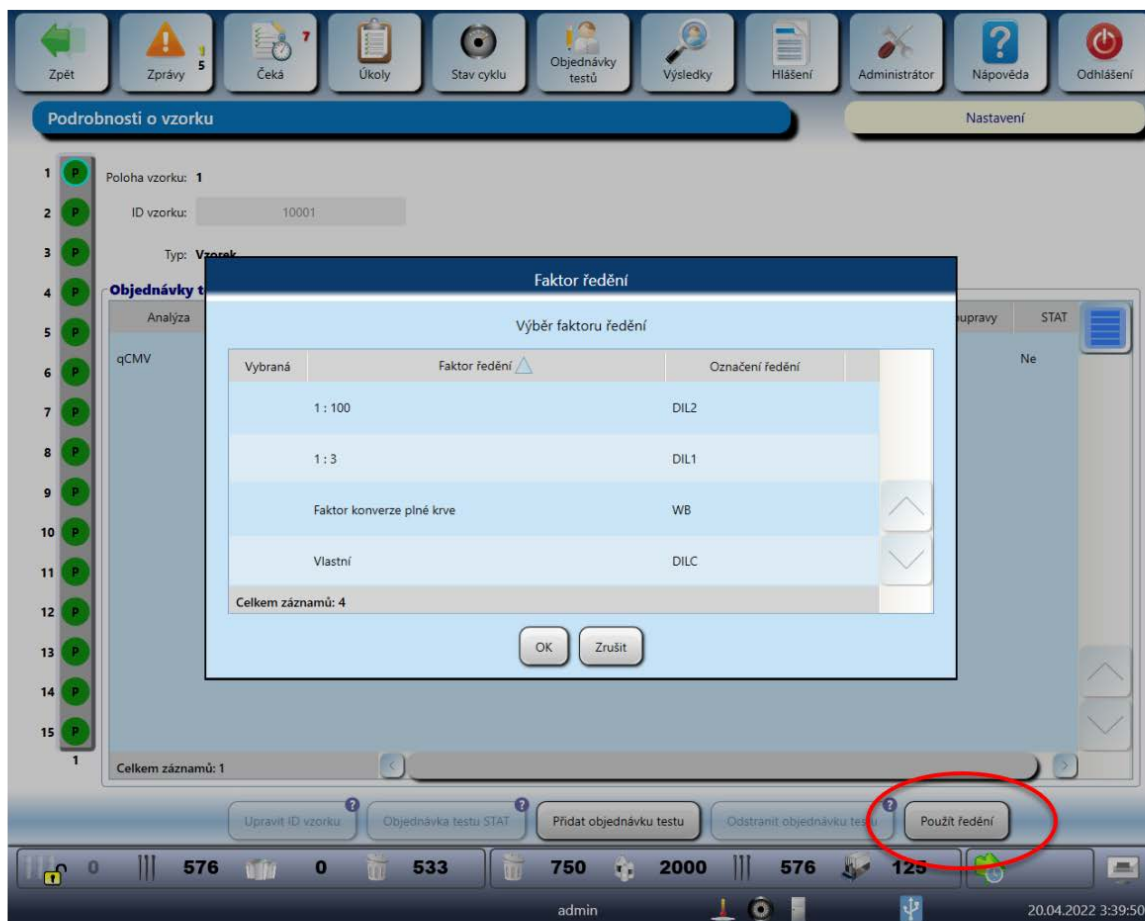 Zpět
Zprávy
1
5
Čeká
7
Úkoly
Stav cyklu
Objednávky
testů
Výsledky
Hlášení
Administrátor
Nápověda
Odhlášení
Podrobnosti o vzorku
Nastavení
1 P
Poloha vzorku: 1
2 P
ID vzorku: 10001
3 P
Typ: Vzorek
4 P
Objednávky t
Analýza
upravy
STAT
5 P
qCMV
Ne
6 P
7 P
8 P
9 P
10 P
11 P
12 P
13 P
14 P
15 P
1
Faktor ředění
Výběr faktoru ředění
Vybraná Faktor ředění Označení ředění
1 : 100 DIL2
1 : 3 DIL1
Faktor konverze plné krve WB
Vlastní DILC
Celkem záznamů: 4
OK Zrušit
Celkem záznamů: 1
Upravit ID vzorku ? Objednávka testu STAT ? Přidat objednávku testu Odstranit objednávku testu ? Použít ředění
0 576 0 533 750 2000 576 125
admin 20.04.2022 3:39:50